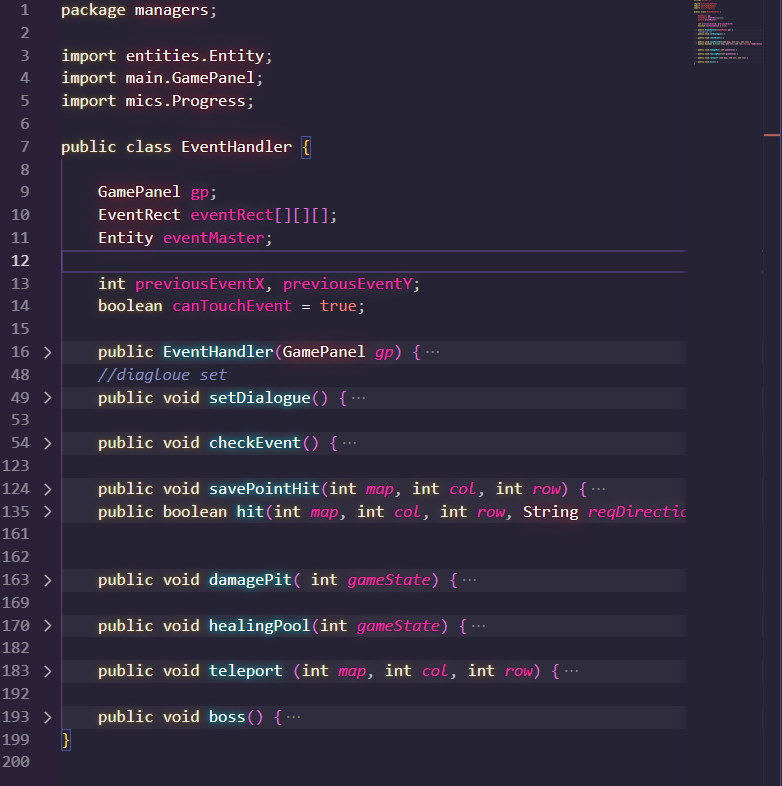 1 package managers;
2
3 import entities.Entity;
4 import main.GamePanel;
5 import mics.Progress;
6
7 public class EventHandler {
8
9 GamePanel gp;
10 EventRect eventRect[][][];
11 Entity eventMaster;
12
13 int previousEventX, previousEventY;
14 boolean canTouchEvent = true;
15
16 > public EventHandler(GamePanel gp) { ···
48 //diagloue set
49 > public void setDialogue() { ···
53
54 > public void checkEvent() { ···
123
124 > public void savePointHit(int map, int col, int row) { ···
135 > public boolean hit(int map, int col, int row, String reqDirectio
161
162
163 > public void damagePit( int gameState) { ···
169
170 > public void healingPool(int gameState) { ···
182
183 > public void teleport (int map, int col, int row) { ···
192
193 > public void boss() { ···
199 }
200